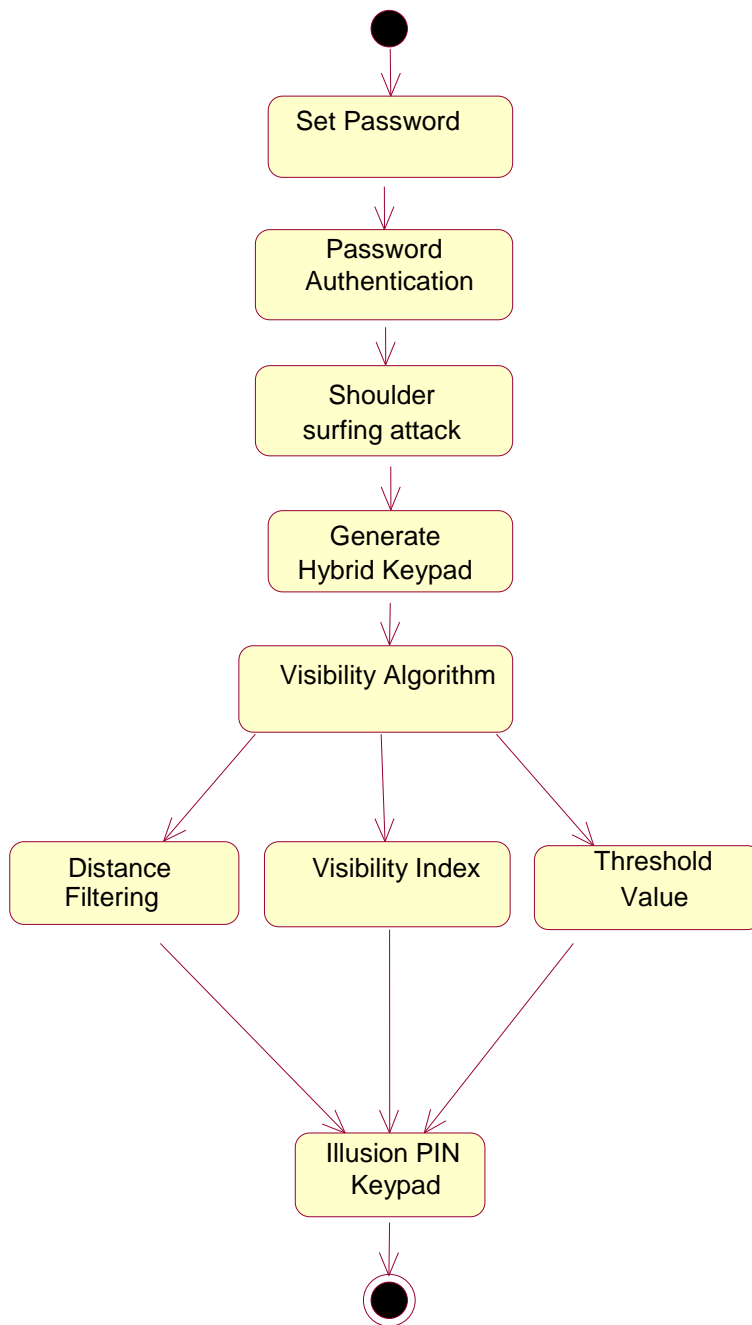 Set Password
Password
Authentication
Shoulder
surfing attack
Generate
Hybrid Keypad
Visibility Algorithm
Distance
Filtering
Visibility Index
Threshold
Value
Illusion PIN
Keypad